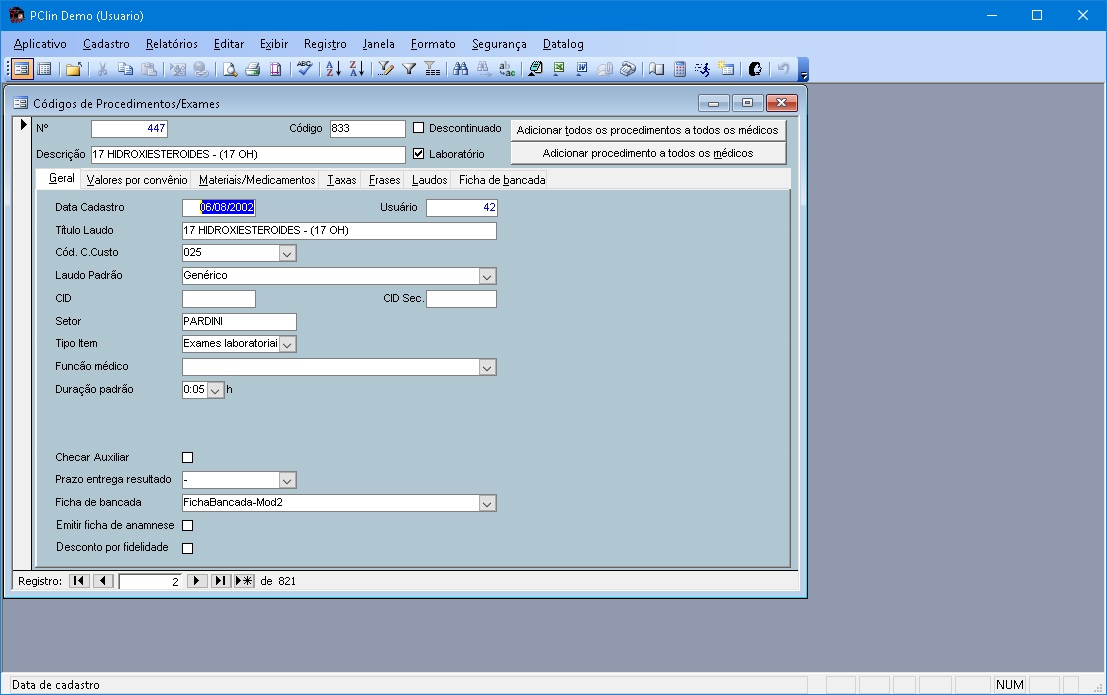 PClin Demo (Usuario)
Aplicativo Cadastro Relatórios Editar Exibir Registro Janela Formato Segurança Datalog
Códigos de Procedimentos/Exames
Nº 447 Código 833 Descontinuado Adicionar todos os procedimentos a todos os médicos
Descrição 17 HIDROXIESTEROIDES - (17 OH) Laboratório Adicionar procedimento a todos os médicos
Geral Valores por convênio Materiais/Medicamentos Taxas Frases Laudos Ficha de bancada
Data Cadastro 06/08/2002 Usuário 42
Título Laudo 17 HIDROXIESTEROIDES - (17 OH)
Cód. C.Custo 025
Laudo Padrão Genérico
CID CID Sec.
Setor PARDINI
Tipo Item Exames laboratoriai
Funcão médico
Duração padrão 0:05 h
Checar Auxiliar
Prazo entrega resultado -
Ficha de bancada FichaBancada-Mod2
Emitir ficha de anamnese
Desconto por fidelidade
Registro: 2 de 821
Data de cadastro NUM